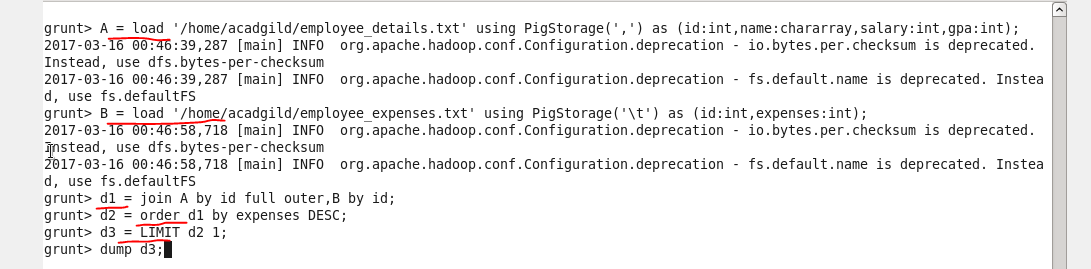 grunt> A = load '/home/acadgild/employee_details.txt' using PigStorage(',') as (id:int,name:chararray,salary:int,gpa:int);
2017-03-16 00:46:39,287 [main] INFO  org.apache.hadoop.conf.Configuration.deprecation - io.bytes.per.checksum is deprecated.
Instead, use dfs.bytes-per-checksum
2017-03-16 00:46:39,287 [main] INFO  org.apache.hadoop.conf.Configuration.deprecation - fs.default.name is deprecated. Instea
d, use fs.defaultFS
grunt> B = load '/home/acadgild/employee_expenses.txt' using PigStorage('\t') as (id:int,expenses:int);
2017-03-16 00:46:58,718 [main] INFO  org.apache.hadoop.conf.Configuration.deprecation - io.bytes.per.checksum is deprecated.
Instead, use dfs.bytes-per-checksum
2017-03-16 00:46:58,718 [main] INFO  org.apache.hadoop.conf.Configuration.deprecation - fs.default.name is deprecated. Instea
d, use fs.defaultFS
grunt> d1 = join A by id full outer,B by id;
grunt> d2 = order d1 by expenses DESC;
grunt> d3 = LIMIT d2 1;
grunt> dump d3;